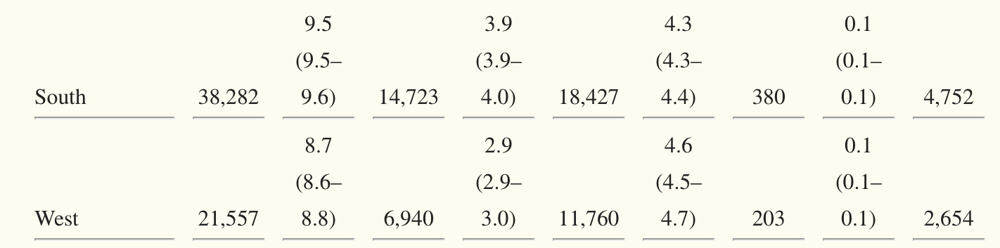 9.5 3.9 4.3 0.1
(9.5– (3.9– (4.3– (0.1–
South 38,282 9.6) 14,723 4.0) 18,427 4.4) 380 0.1) 4,752
8.7 2.9 4.6 0.1
(8.6– (2.9– (4.5– (0.1–
West 21,557 8.8) 6,940 3.0) 11,760 4.7) 203 0.1) 2,654